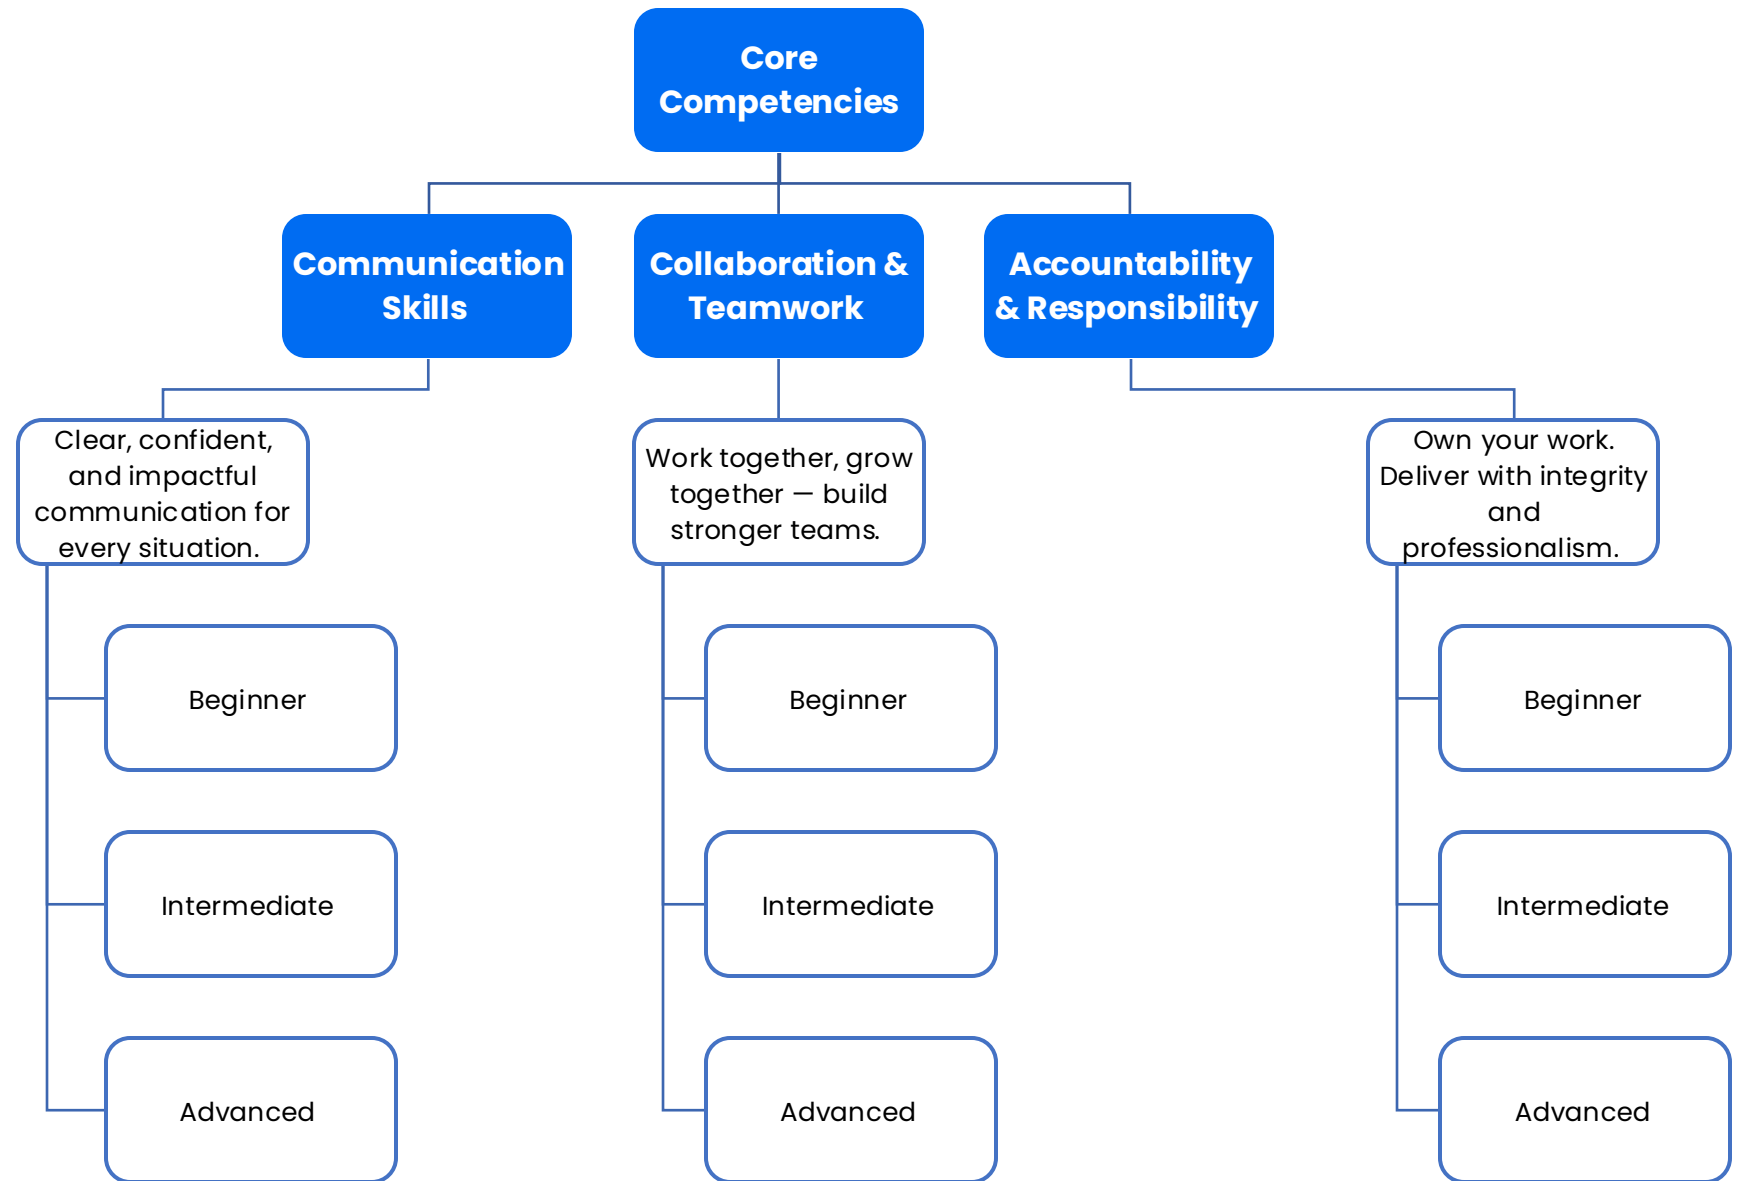 Core
Competencies
Communication
Skills
Collaboration &
Teamwork
Accountability
& Responsibility
Clear, confident,
and impactful
communication for
every situation.
Work together, grow
together — build
stronger teams.
Own your work.
Deliver with integrity
and
professionalism.
Beginner
Beginner
Beginner
Intermediate
Intermediate
Intermediate
Advanced
Advanced
Advanced